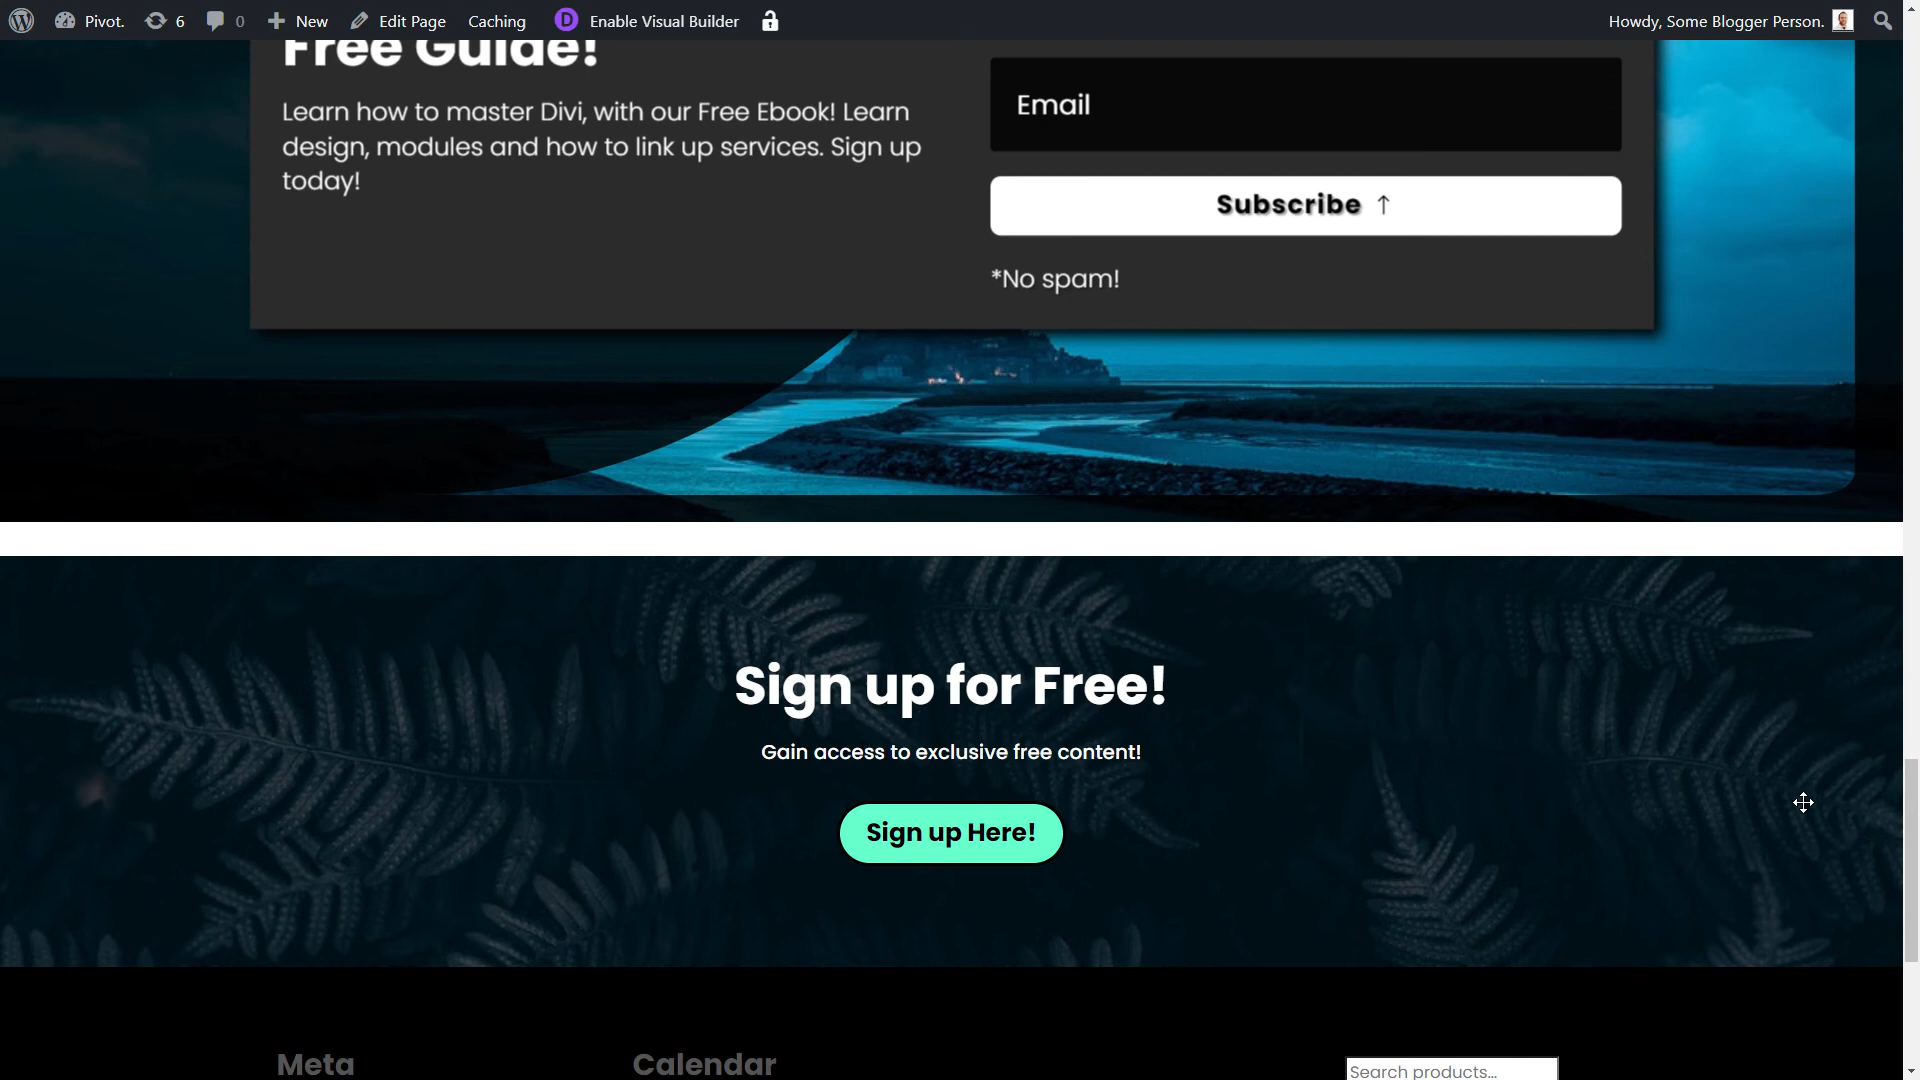 Pivot. 6 0 New Edit Page Caching D Enable Visual Builder Howdy, Some Blogger Person.
Free Guide!
Learn how to master Divi, with our Free Ebook! Learn
design, modules and how to link up services. Sign up
today!
Email
Subscribe ↑
*No spam!
Sign up for Free!
Gain access to exclusive free content!
Sign up Here!
Meta
Calendar
Search products...